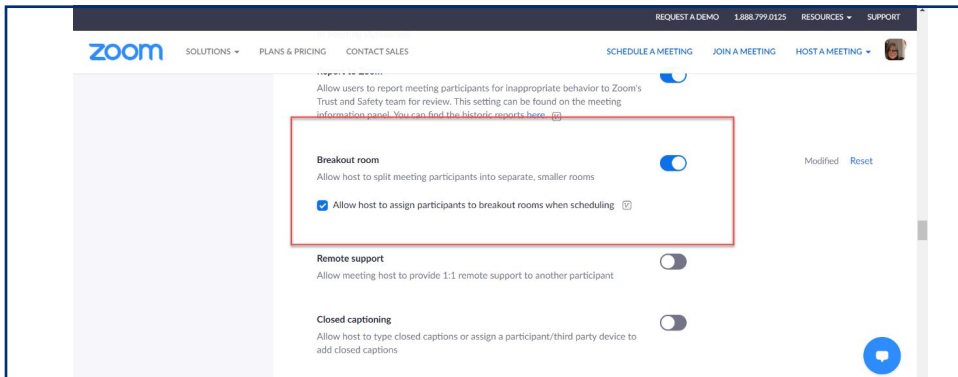 REQUEST A DEMO 1.888.799.0125 RESOURCES SUPPORT
zoom SOLUTIONS PLANS & PRICING CONTACT SALES SCHEDULE A MEETING JOIN A MEETING HOST A MEETING
Report to Zoom
Allow users to report meeting participants for inappropriate behavior to Zoom's
Trust and Safety team for review. This setting can be found on the meeting
information panel. You can find the historic reports here.
Breakout room Modified Reset
Allow host to split meeting participants into separate, smaller rooms
Allow host to assign participants to breakout rooms when scheduling
Remote support
Allow meeting host to provide 1:1 remote support to another participant
Closed captioning
Allow host to type closed captions or assign a participant/third party device to
add closed captions